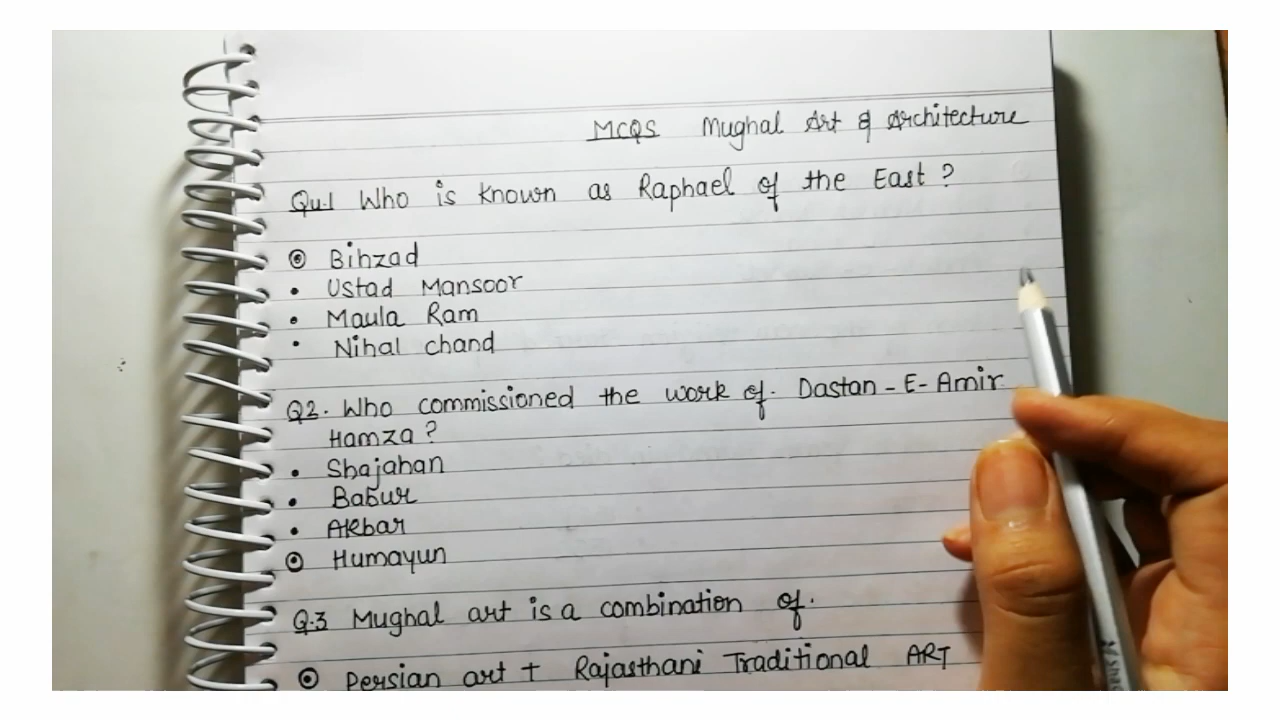 MCQS Mughal Art & Architecture
Qu.1 Who is known as Raphael of the East?
Bihzad
• Ustad Mansoor
• Maula Ram
• Nihal chand
Q2. Who commissioned the work of. Dastan-E-Amir
Hamza?
• Shajahan
• Babur
• Akbar
Humayun
Q.3 Mughal art is a combination of.
Persian art + Rajasthani Traditional ART